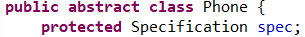 public abstract class Phone {
    protected Specification spec;